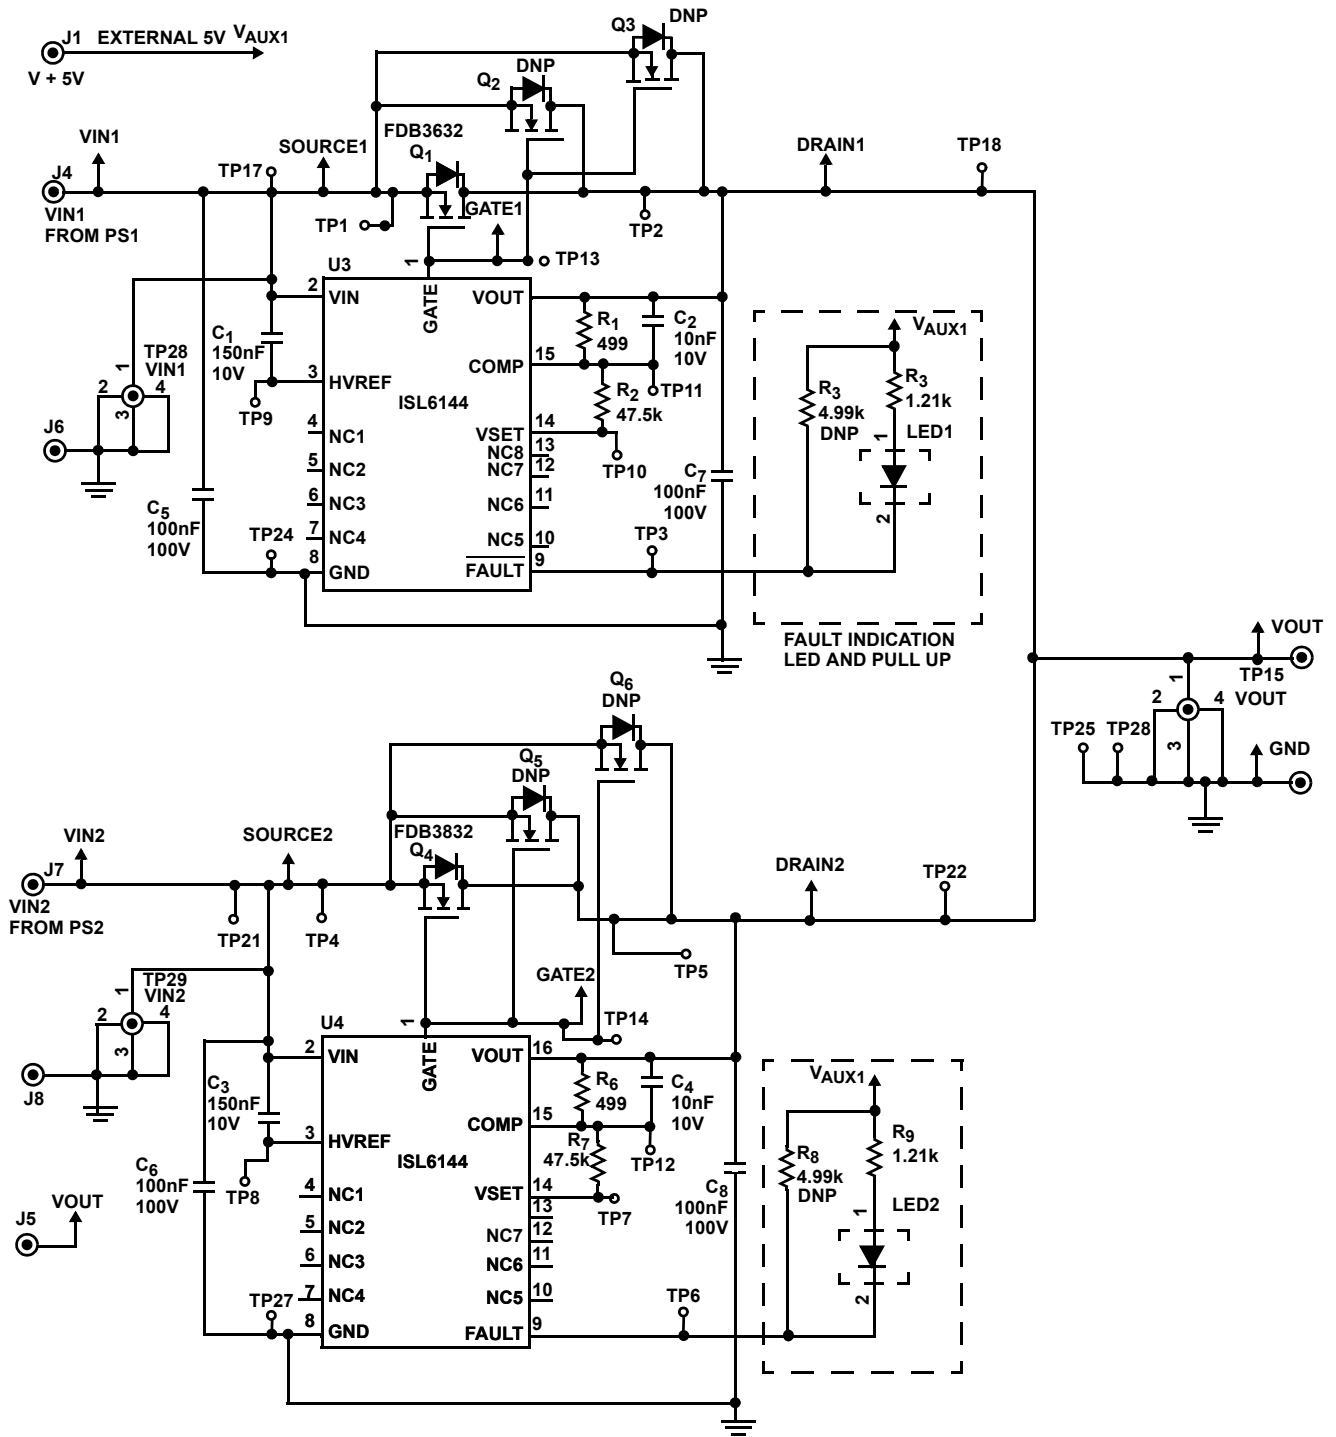 J1 EXTERNAL 5V VAUX1
V + 5V
Q3 DNP
Q2 DNP
VIN1
J4
VIN1
FROM PS1
TP17
SOURCE1
FDB3632
Q1
TP1
GATE1
TP13
TP2
DRAIN1
TP18
U3
1
GATE
2 VIN
VOUT
C1
150nF
10V
3 HVREF
TP9
ISL6144
4 NC1
5 NC2
6 NC3
7 NC4
8 GND
COMP 15
VSET 14
NC8 13
NC7 12
NC6 11
NC5 10
FAULT 9
R1
499
C2
10nF
10V
TP11
R2
47.5k
TP10
C7
100nF
100V
TP3
TP28
VIN1
1
2
3
4
J6
C5
100nF
100V
TP24
VAUX1
R3
4.99k
DNP
R3
1.21k
LED1
1
2
FAULT INDICATION
LED AND PULL UP
VOUT
TP15
VOUT
1
2
3
4
TP25
TP28
GND
Q6
DNP
Q5
DNP
FDB3832
Q4
VIN2
J7
VIN2
FROM PS2
SOURCE2
TP21
TP4
DRAIN2
TP22
TP5
GATE2
TP14
TP29
VIN2
1
2
3
4
J8
U4
1
GATE
2 VIN
VOUT 16
C3
150nF
10V
3 HVREF
TP8
ISL6144
4 NC1
5 NC2
6 NC3
7 NC4
8 GND
COMP 15
VSET 14
13
NC7 12
NC6 11
NC5 10
FAULT 9
R6
499
C4
10nF
10V
R7
47.5k
TP12
TP7
C8
100nF
100V
TP6
C6
100nF
100V
TP27
J5
VOUT
VAUX1
R8
4.99k
DNP
R9
1.21k
LED2
1
2